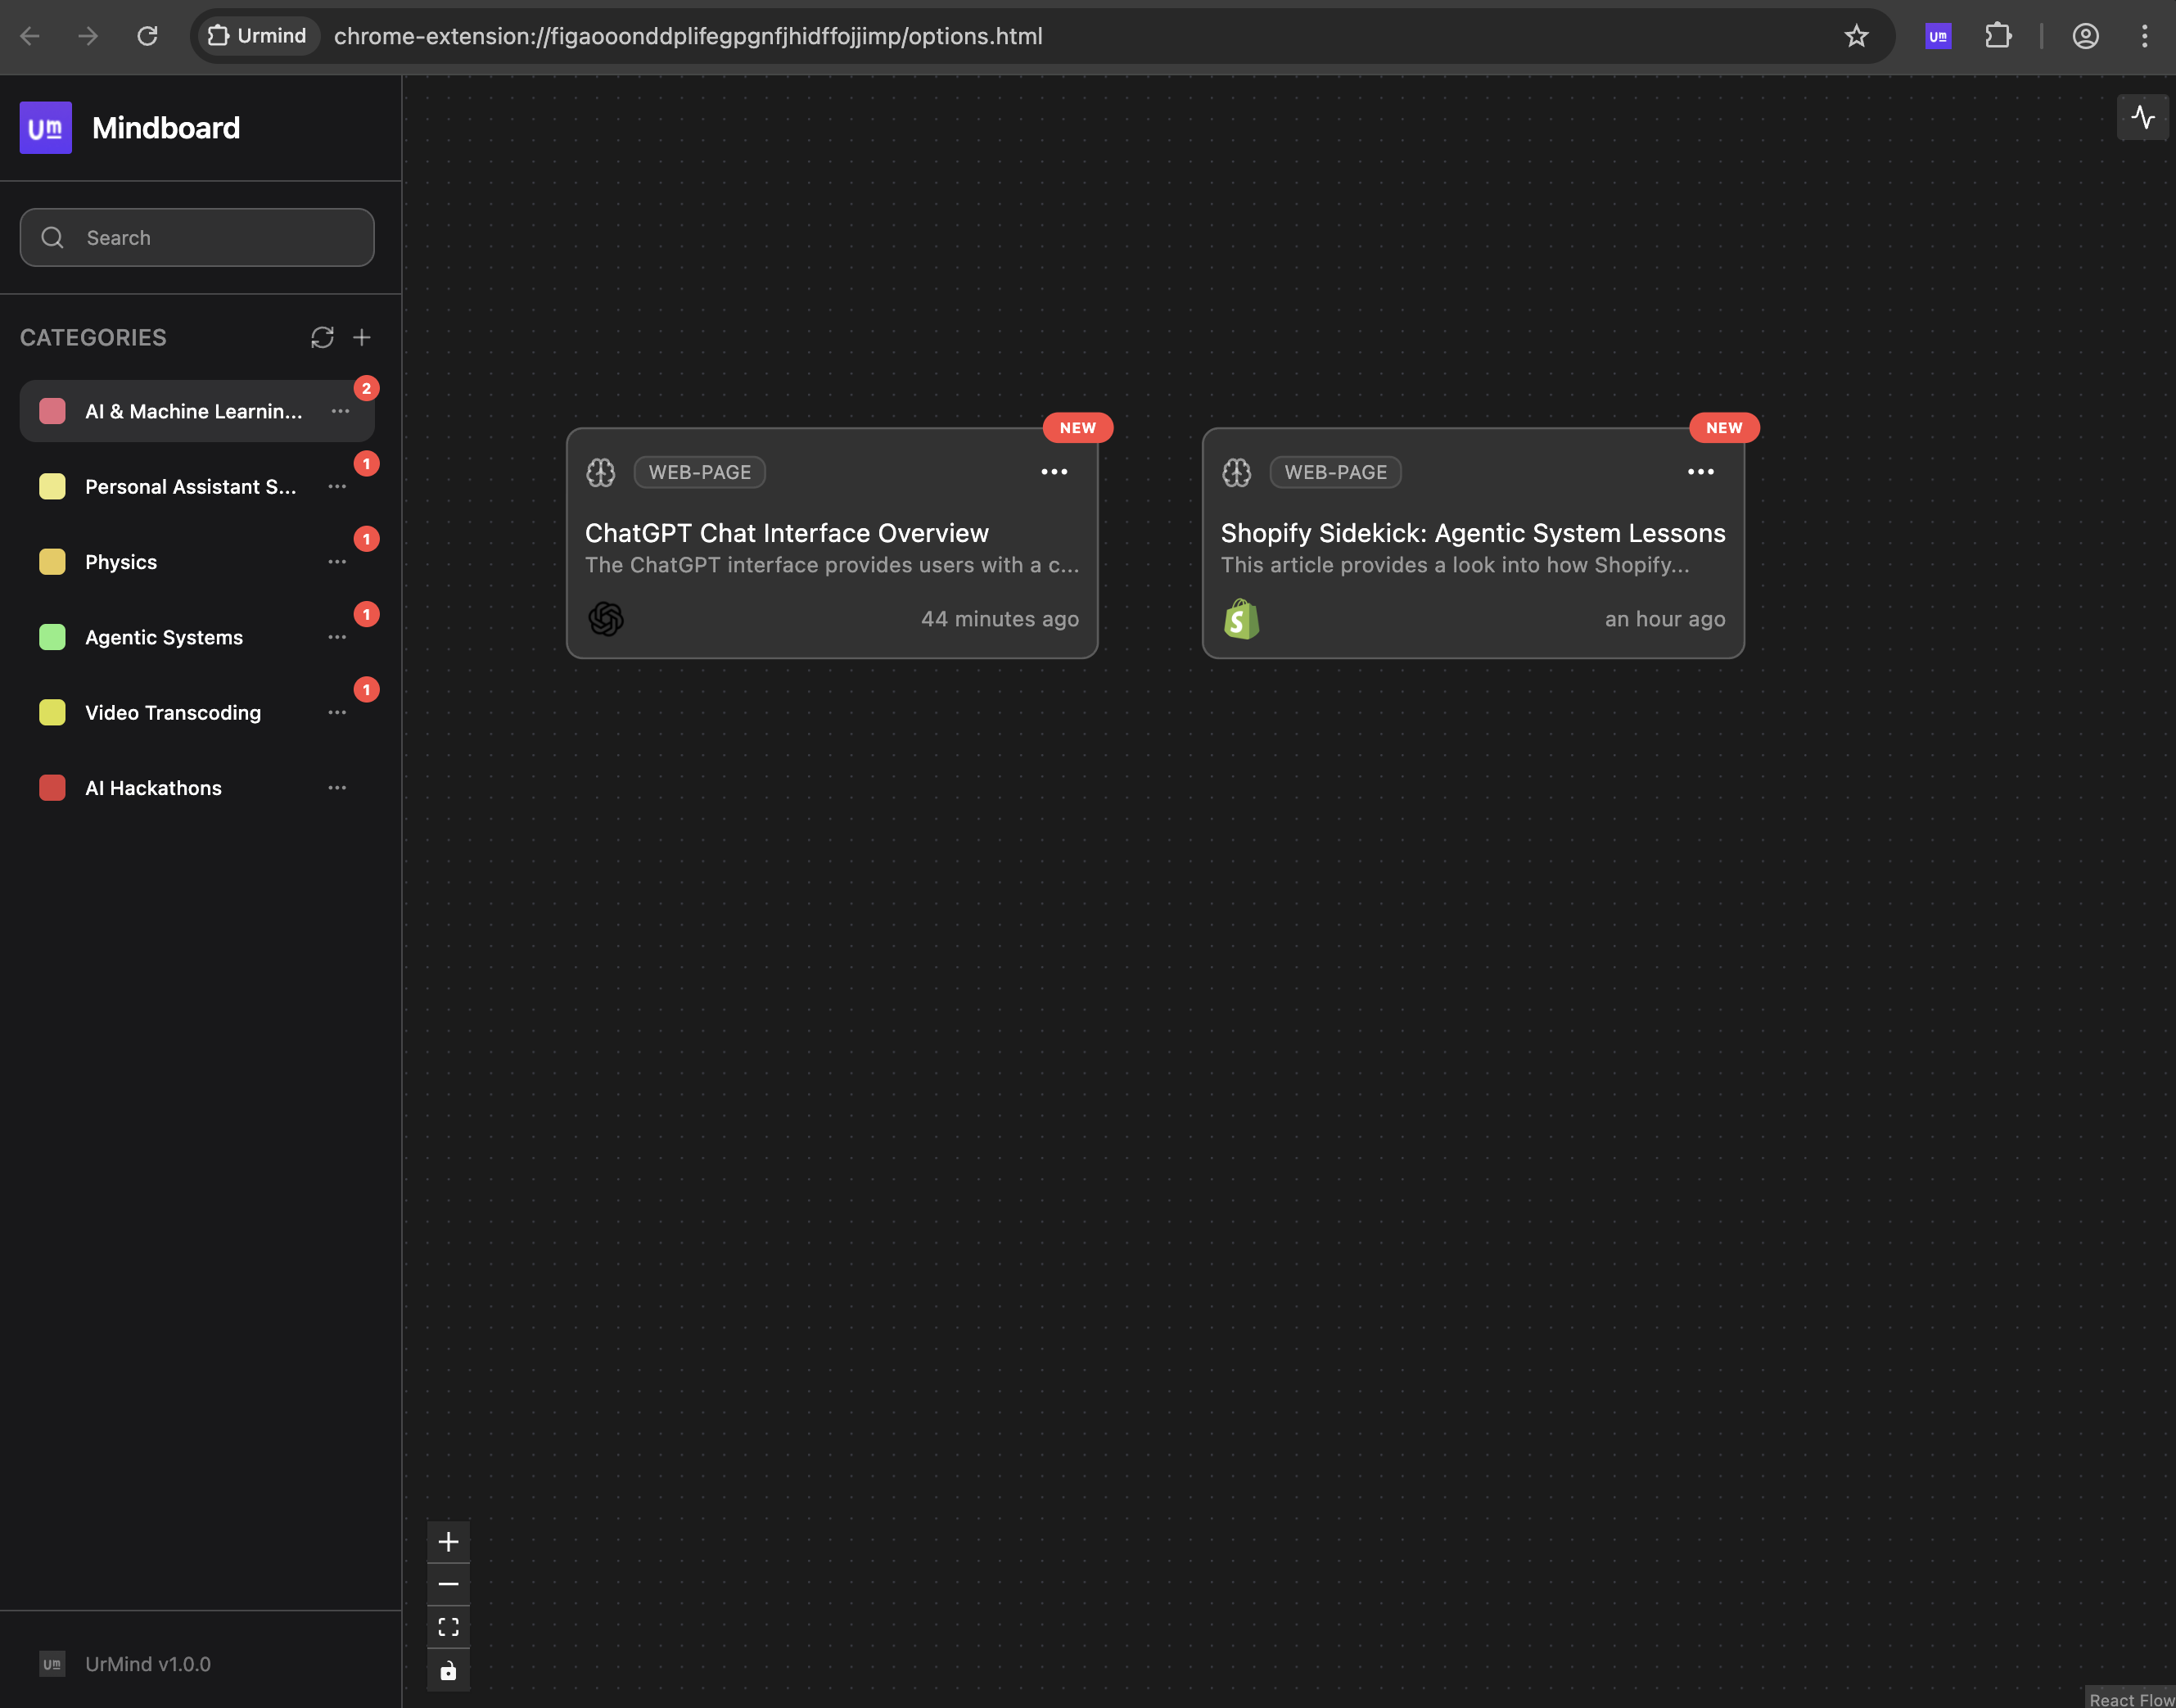 Urmind
chrome-extension://figaooonddplifegpgnfjhidffojjimp/options.html
Um
Um
Mindboard
Search
CATEGORIES
2
AI & Machine Learnin...
1
Personal Assistant S...
1
Physics
1
Agentic Systems
1
Video Transcoding
AI Hackathons
NEW
WEB-PAGE
ChatGPT Chat Interface Overview
The ChatGPT interface provides users with a c...
44 minutes ago
NEW
WEB-PAGE
Shopify Sidekick: Agentic System Lessons
This article provides a look into how Shopify...
S
an hour ago
Um
UrMind v1.0.0
React Flow